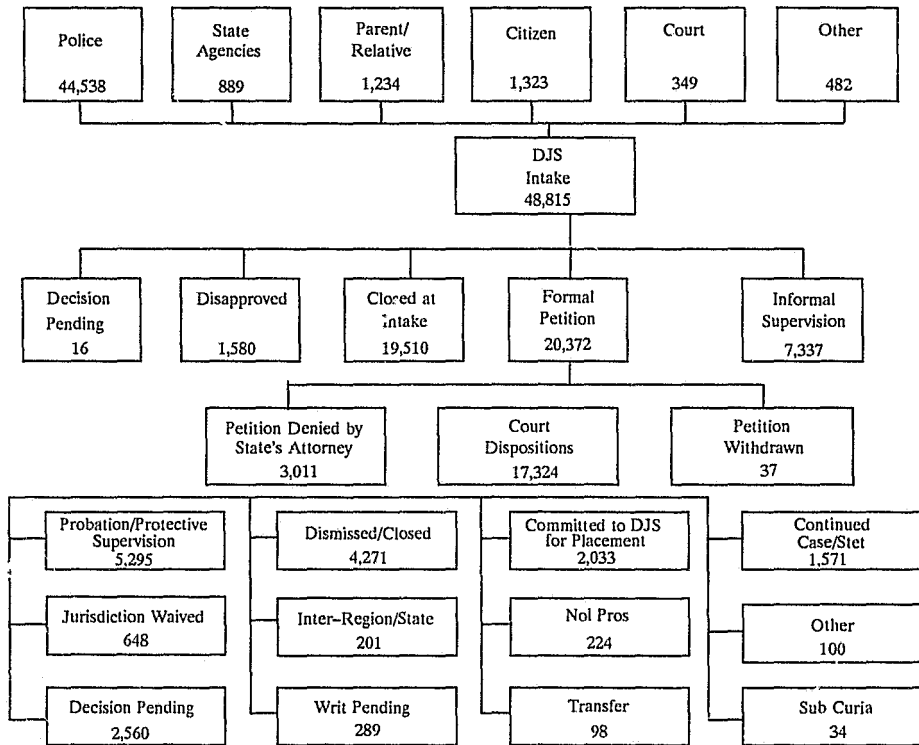 Police
44,538
State
Agencies
889
Parent/
Relative
1,234
Citizen
1,323
Court
349
Other
482
DJS
Intake
48,815
Decision
Pending
16
Disapproved
1,580
Closed at
Intake
19,510
Formal
Petition
20,372
Informal
Supervision
7,337
Petition Denied by
State's Attorney
3,011
Court
Dispositions
17,324
Petition
Withdrawn
37
Probation/Protective
Supervision
5,295
Dismissed/Closed
4,271
Committed to DJS
for Placement
2,033
Continued
Case/Stet
1,571
Jurisdiction Waived
648
Inter-Region/State
201
Nol Pros
224
Other
100
Decision Pending
2,560
Writ Pending
289
Transfer
98
Sub Curia
34